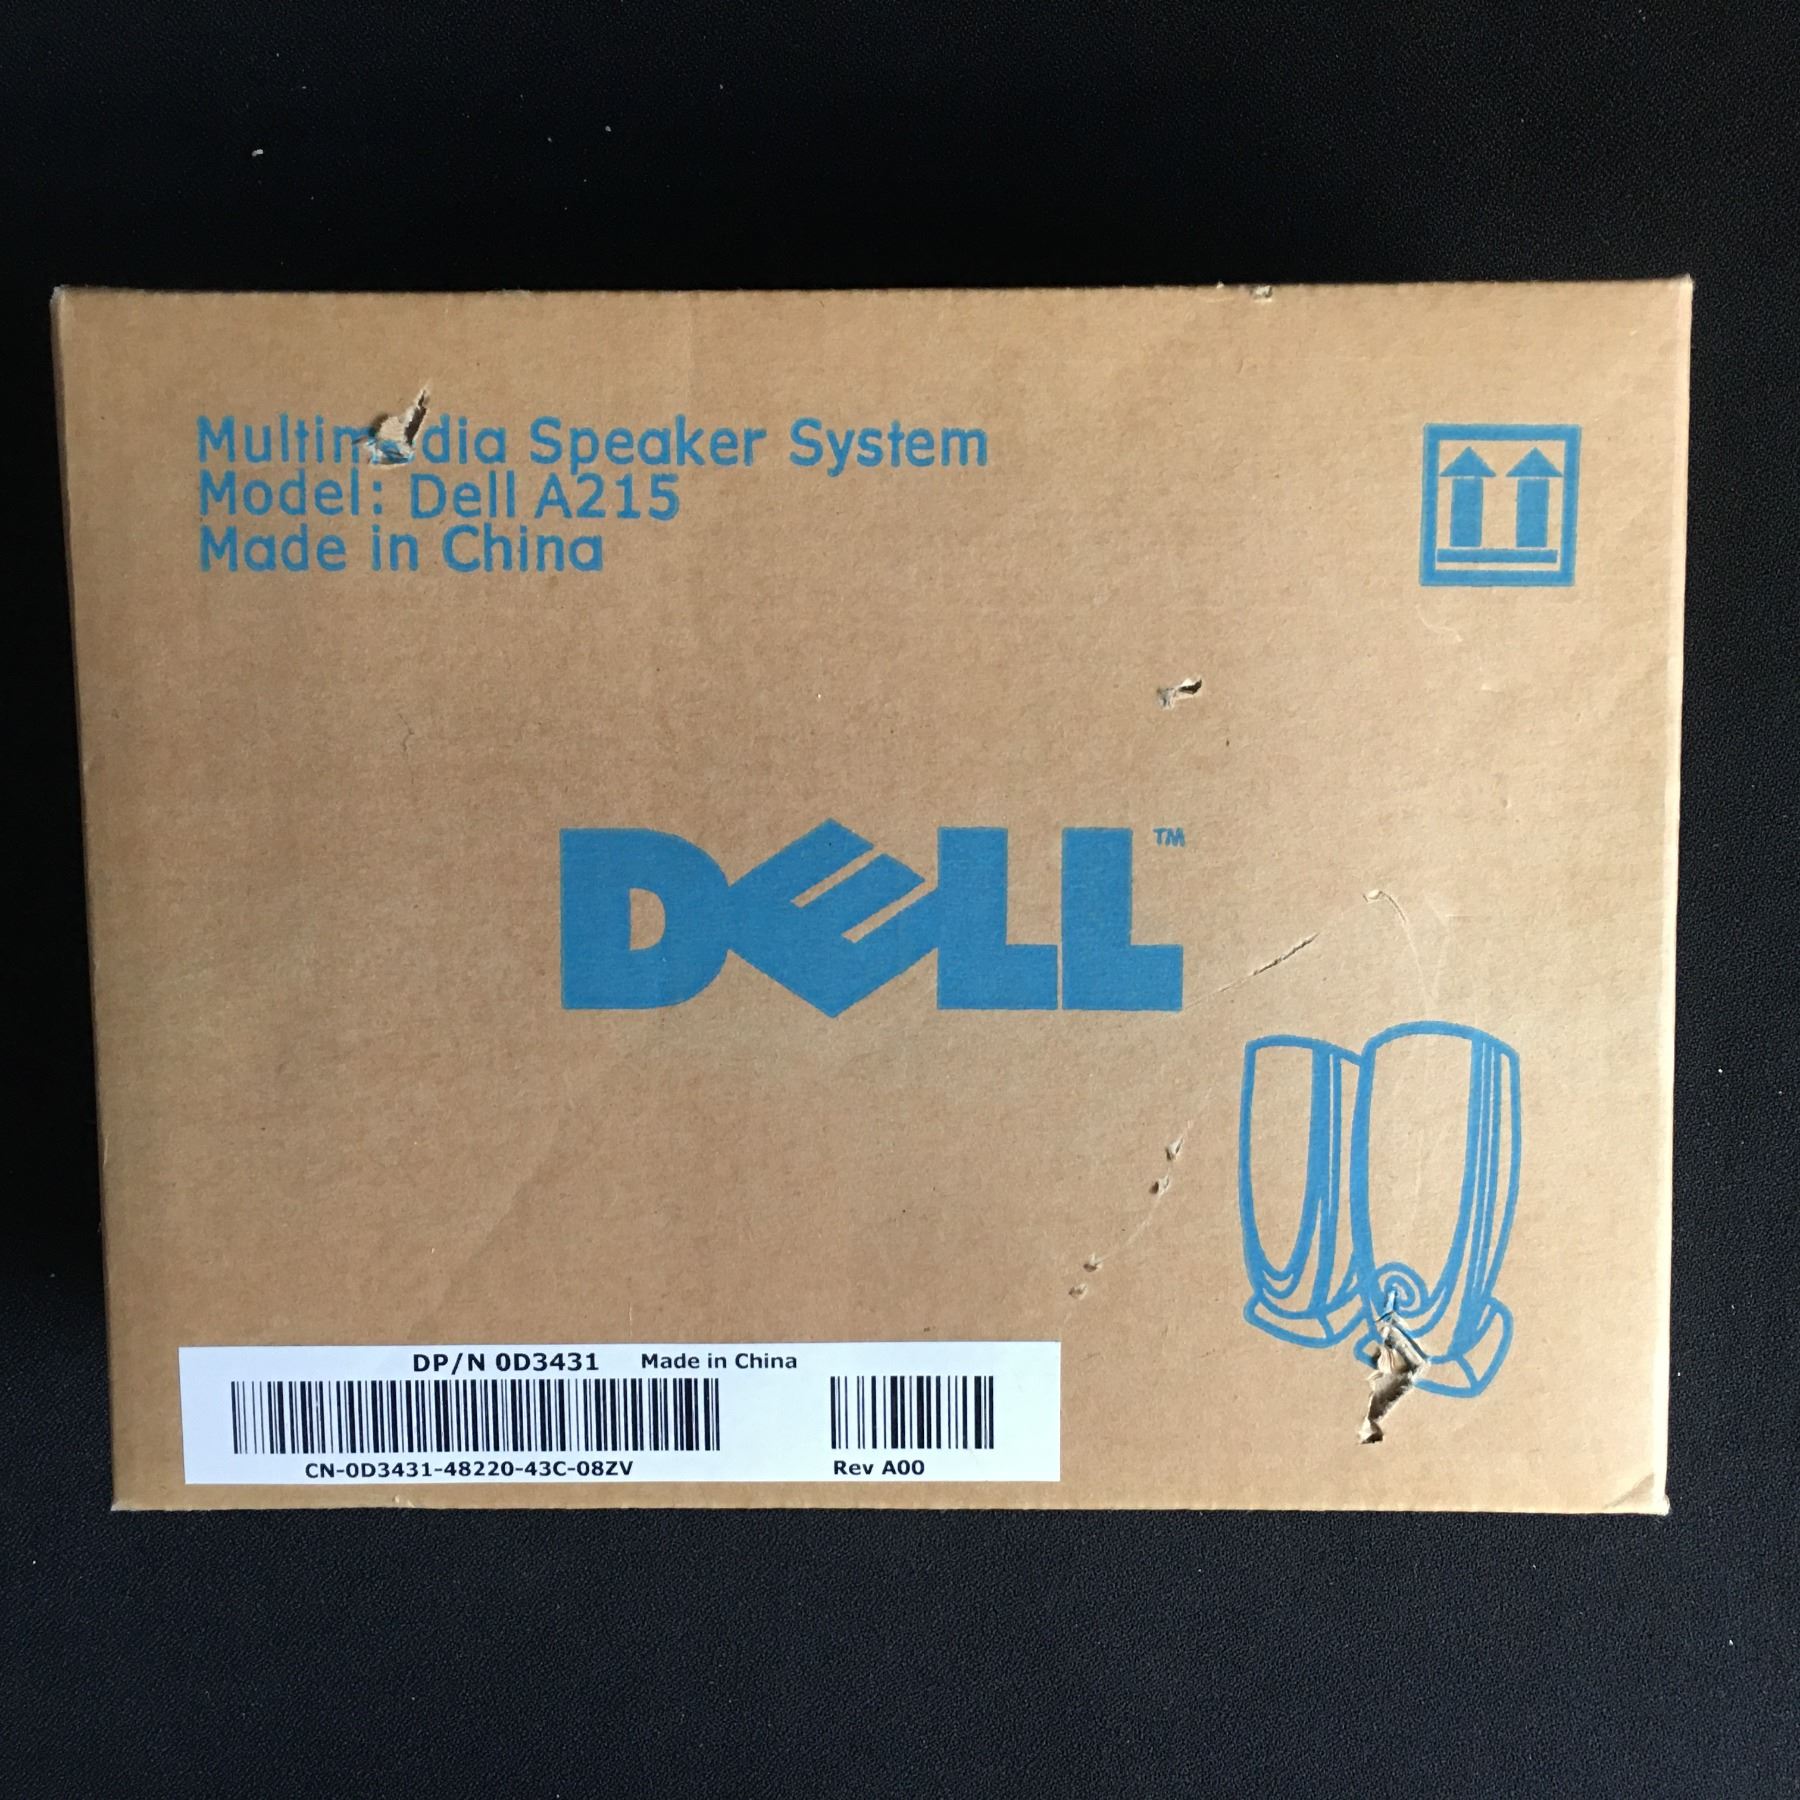 Multimedia Speaker System
Model: Dell A215
Made in China
DELL™
DP/N 0D3431 Made in China
CN-0D3431-48220-43C-08ZV Rev A00